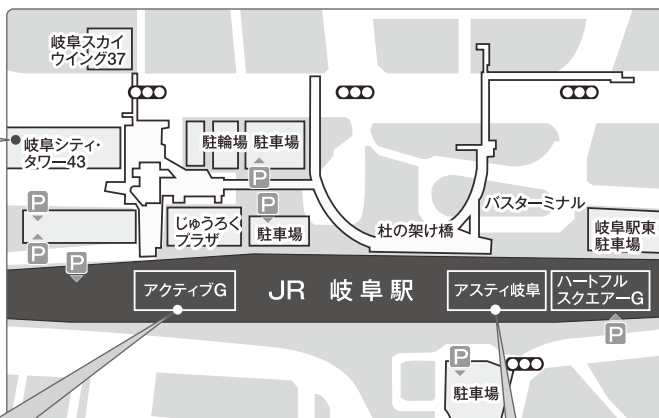 岐阜スカイ
ウイング37
岐阜シティ・
タワー43
駐輪場
駐車場
P
P
P
P
P
じゅうろく
プラザ
駐車場
杜の架け橋
バスターミナル
岐阜駅東
駐車場
アクティブG
JR 岐阜駅
アスティ岐阜
ハートフル
スクエアーG
P
P
駐車場